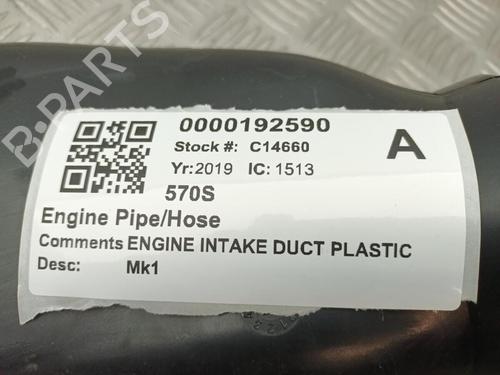 0000192590
Stock #: C14660
A
Yr:2019 IC:1513
570S
Engine Pipe/Hose
Comments ENGINE INTAKE DUCT PLASTIC
Desc: Mk1
B-PARTS